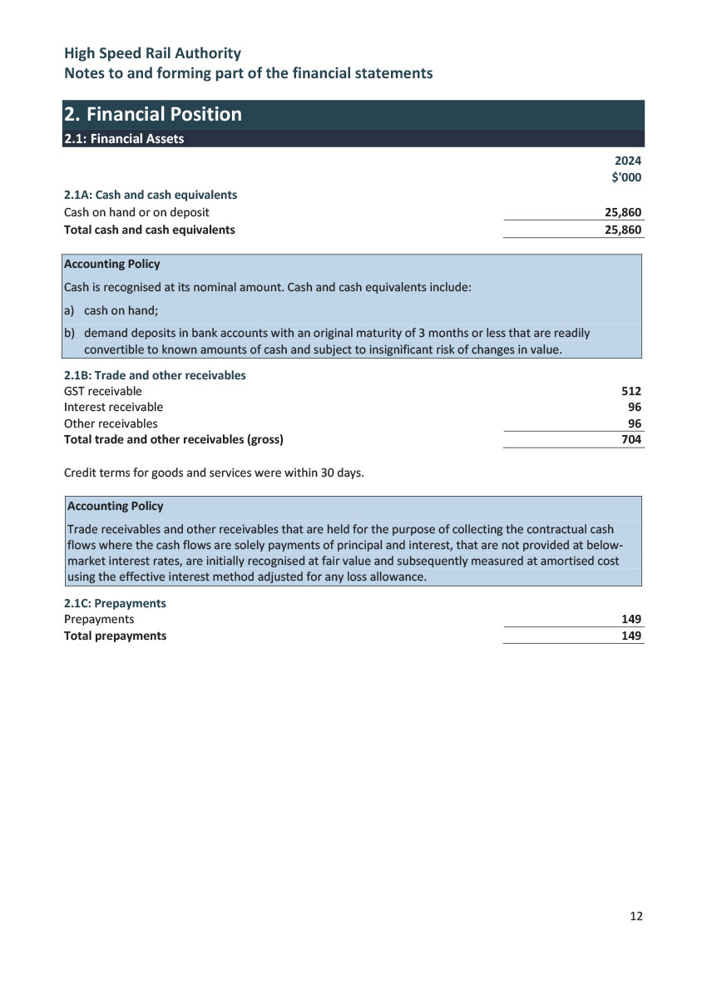 High Speed Rail Authority
Notes to and forming part of the financial statements
2. Financial Position
2.1: Financial Assets
2024
$'000
2.1A: Cash and cash equivalents
Cash on hand or on deposit 25,860
Total cash and cash equivalents 25,860
Accounting Policy
Cash is recognised at its nominal amount. Cash and cash equivalents include:
a) cash on hand;
b) demand deposits in bank accounts with an original maturity of 3 months or less that are readily
convertible to known amounts of cash and subject to insignificant risk of changes in value.
2.1B: Trade and other receivables
GST receivable 512
Interest receivable 96
Other receivables 96
Total trade and other receivables (gross) 704
Credit terms for goods and services were within 30 days.
Accounting Policy
Trade receivables and other receivables that are held for the purpose of collecting the contractual cash
flows where the cash flows are solely payments of principal and interest, that are not provided at below-
market interest rates, are initially recognised at fair value and subsequently measured at amortised cost
using the effective interest method adjusted for any loss allowance.
2.1C: Prepayments
Prepayments 149
Total prepayments 149
12